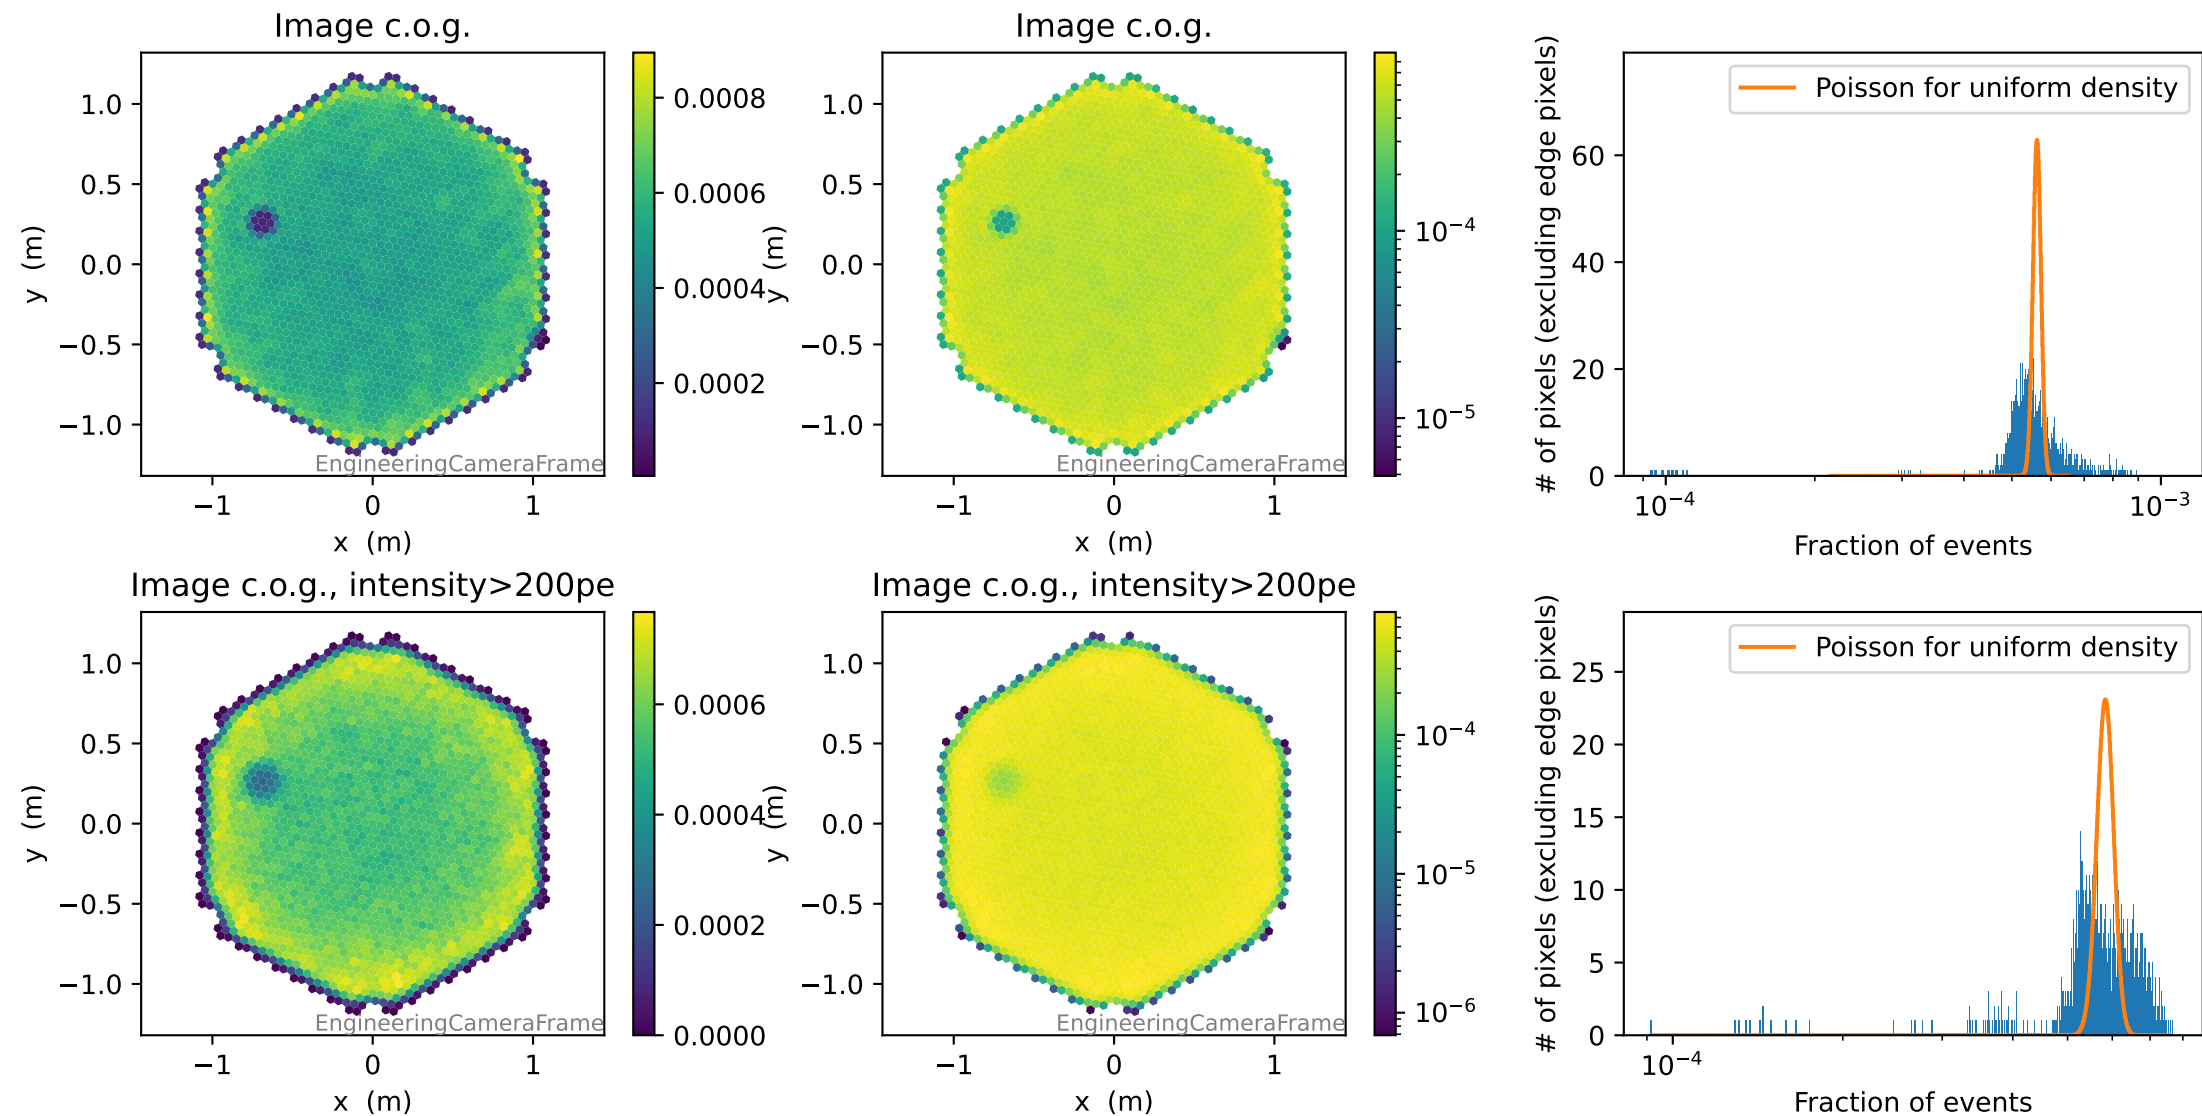 Image c.o.g.
1.0
0.5
0.0
−0.5
−1.0
−1
0
1
y (m)
x (m)
EngineeringCameraFrame
0.0008
0.0006
0.0004
0.0002
Image c.o.g.
1.0
0.5
0.0
−0.5
−1.0
−1
0
1
y (m)
x (m)
EngineeringCameraFrame
10⁻⁴
10⁻⁵
# of pixels (excluding edge pixels)
60
40
20
0
Poisson for uniform density
10⁻⁴
10⁻³
Fraction of events
Image c.o.g., intensity>200pe
1.0
0.5
0.0
−0.5
−1.0
−1
0
1
y (m)
x (m)
EngineeringCameraFrame
0.0006
0.0004
0.0002
0.0000
Image c.o.g., intensity>200pe
1.0
0.5
0.0
−0.5
−1.0
−1
0
1
y (m)
x (m)
EngineeringCameraFrame
10⁻⁴
10⁻⁵
10⁻⁶
# of pixels (excluding edge pixels)
25
20
15
10
5
0
Poisson for uniform density
10⁻⁴
Fraction of events